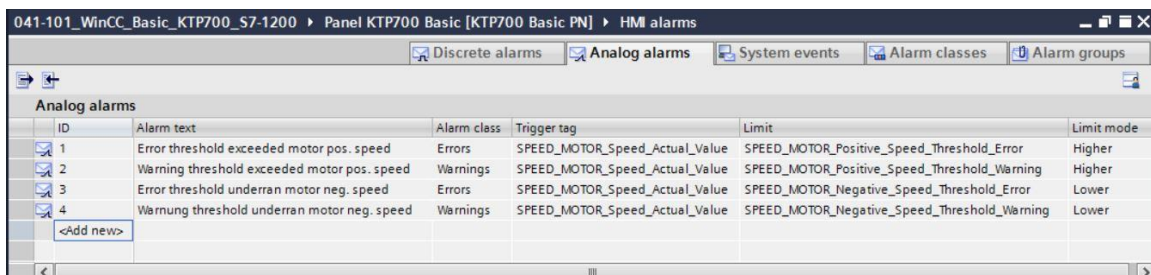 041-101_WinCC_Basic_KTP700_S7-1200 ▸ Panel KTP700 Basic [KTP700 Basic PN] ▸ HMI alarms
Discrete alarms Analog alarms System events Alarm classes Alarm groups
Analog alarms
ID Alarm text Alarm class Trigger tag Limit Limit mode
1 Error threshold exceeded motor pos. speed Errors SPEED_MOTOR_Speed_Actual_Value SPEED_MOTOR_Positive_Speed_Threshold_Error Higher
2 Warning threshold exceeded motor pos. speed Warnings SPEED_MOTOR_Speed_Actual_Value SPEED_MOTOR_Positive_Speed_Threshold_Warning Higher
3 Error threshold underran motor neg. speed Errors SPEED_MOTOR_Speed_Actual_Value SPEED_MOTOR_Negative_Speed_Threshold_Error Lower
4 Warnung threshold underran motor neg. speed Warnings SPEED_MOTOR_Speed_Actual_Value SPEED_MOTOR_Negative_Speed_Threshold_Warning Lower
<Add new>